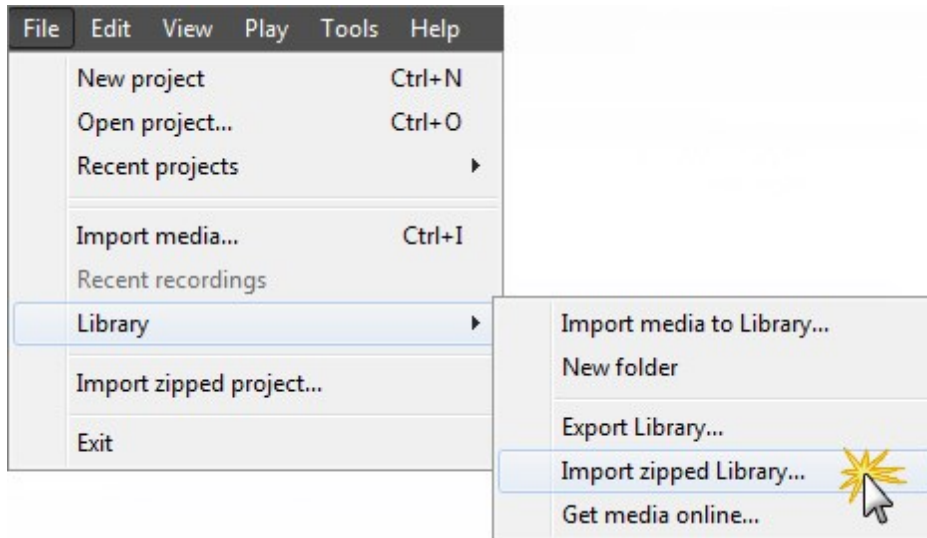 File Edit View Play Tools Help
New project Ctrl+N
Open project... Ctrl+O
Recent projects
Import media... Ctrl+I
Recent recordings
Library
Import zipped project...
Exit
Import media to Library...
New folder
Export Library...
Import zipped Library...
Get media online...